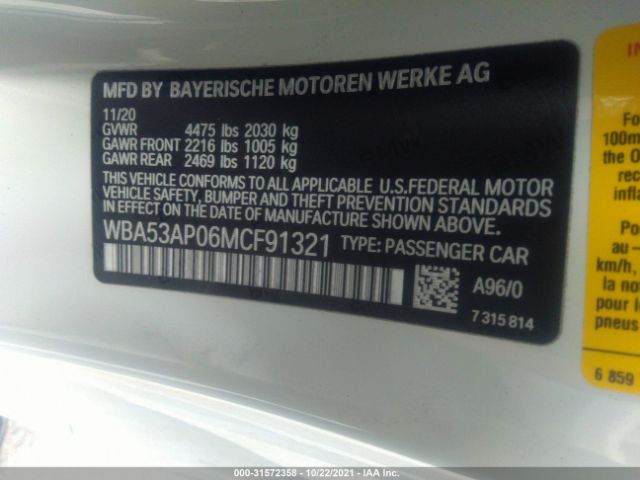 MFD BY BAYERISCHE MOTOREN WERKE AG
11/20
GVWR 4475 lbs 2030 kg
GAWR FRONT 2216 lbs 1005 kg
GAWR REAR 2469 lbs 1120 kg
THIS VEHICLE CONFORMS TO ALL APPLICABLE U.S.FEDERAL MOTOR
VEHICLE SAFETY, BUMPER AND THEFT PREVENTION STANDARDS
IN EFFECT ON THE DATE OF MANUFACTURE SHOWN ABOVE.
WBA53AP06MCF91321 TYPE: PASSENGER CAR
A96/0
7 315 814
IN
Fo
100m
the O
rec
infla
Po
au –
km/h,
la no
pour l
pneus
6 859
000-31572358 - 10/22/2021 - IAA Inc.